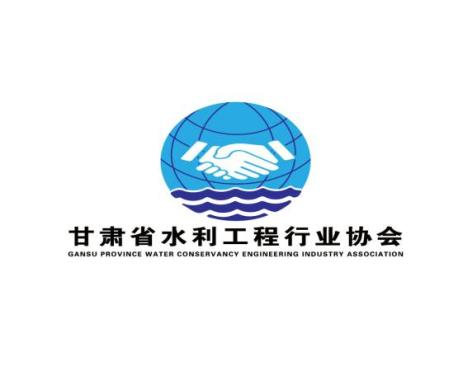 甘肃省水利工程行业协会
GANSU PROVINCE WATER CONSERVANCY ENGINEERING INDUSTRY ASSOCIATION